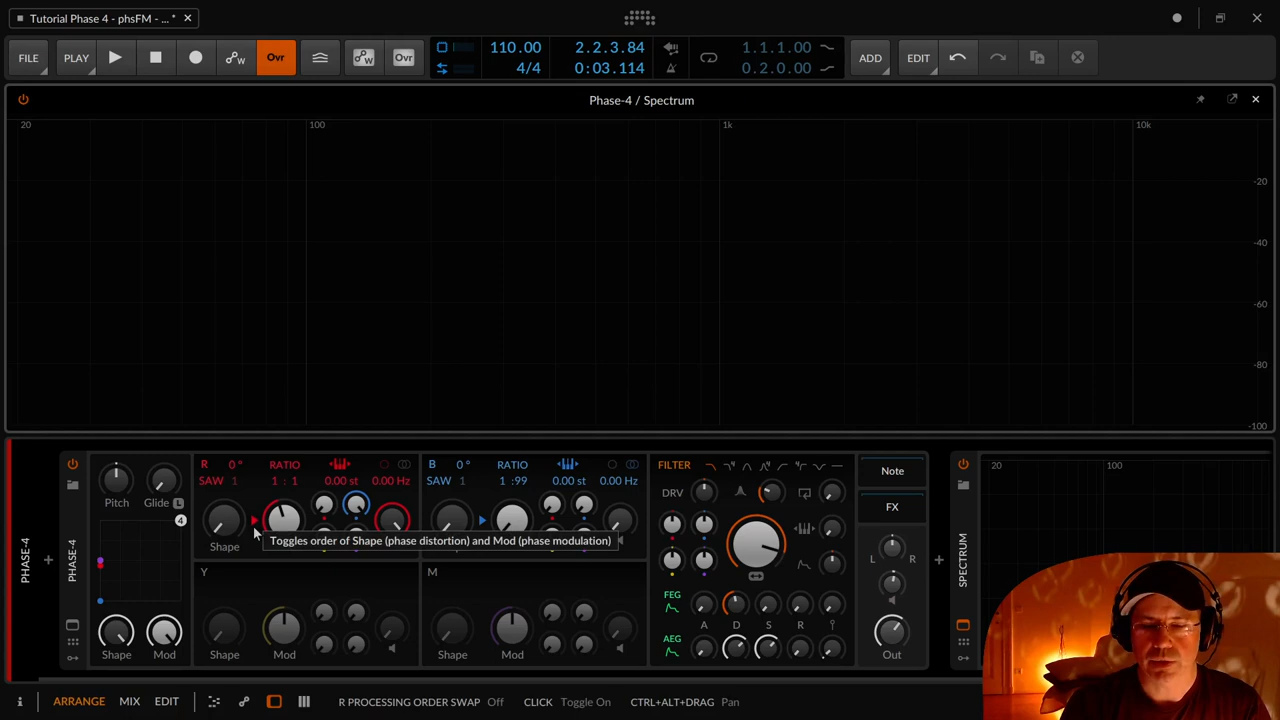 Tutorial Phase 4 - phsFM - ... *
FILE
PLAY
Ovr
Ovr
110.00
4/4
2.2.3.84
0:03.114
1.1.1.00
0.2.0.00
ADD
EDIT
Phase-4 / Spectrum
20
100
1k
10k
-20
-40
-60
-80
-100
PHASE-4
PHASE-4
Pitch
Glide L
4
Shape
Mod
R 0° RATIO
SAW 1 1 : 1 0.00 st 0.00 Hz
Shape
B 0° RATIO
SAW 1 1 :99 0.00 st 0.00 Hz
Toggles order of Shape (phase distortion) and Mod (phase modulation)
Y
Shape
Mod
M
Shape
Mod
FILTER
DRV
FEG
A D S R
AEG
Note
FX
L R
Out
SPECTRUM
20
100
i
ARRANGE
MIX
EDIT
R PROCESSING ORDER SWAP Off
CLICK Toggle On
CTRL+ALT+DRAG Pan